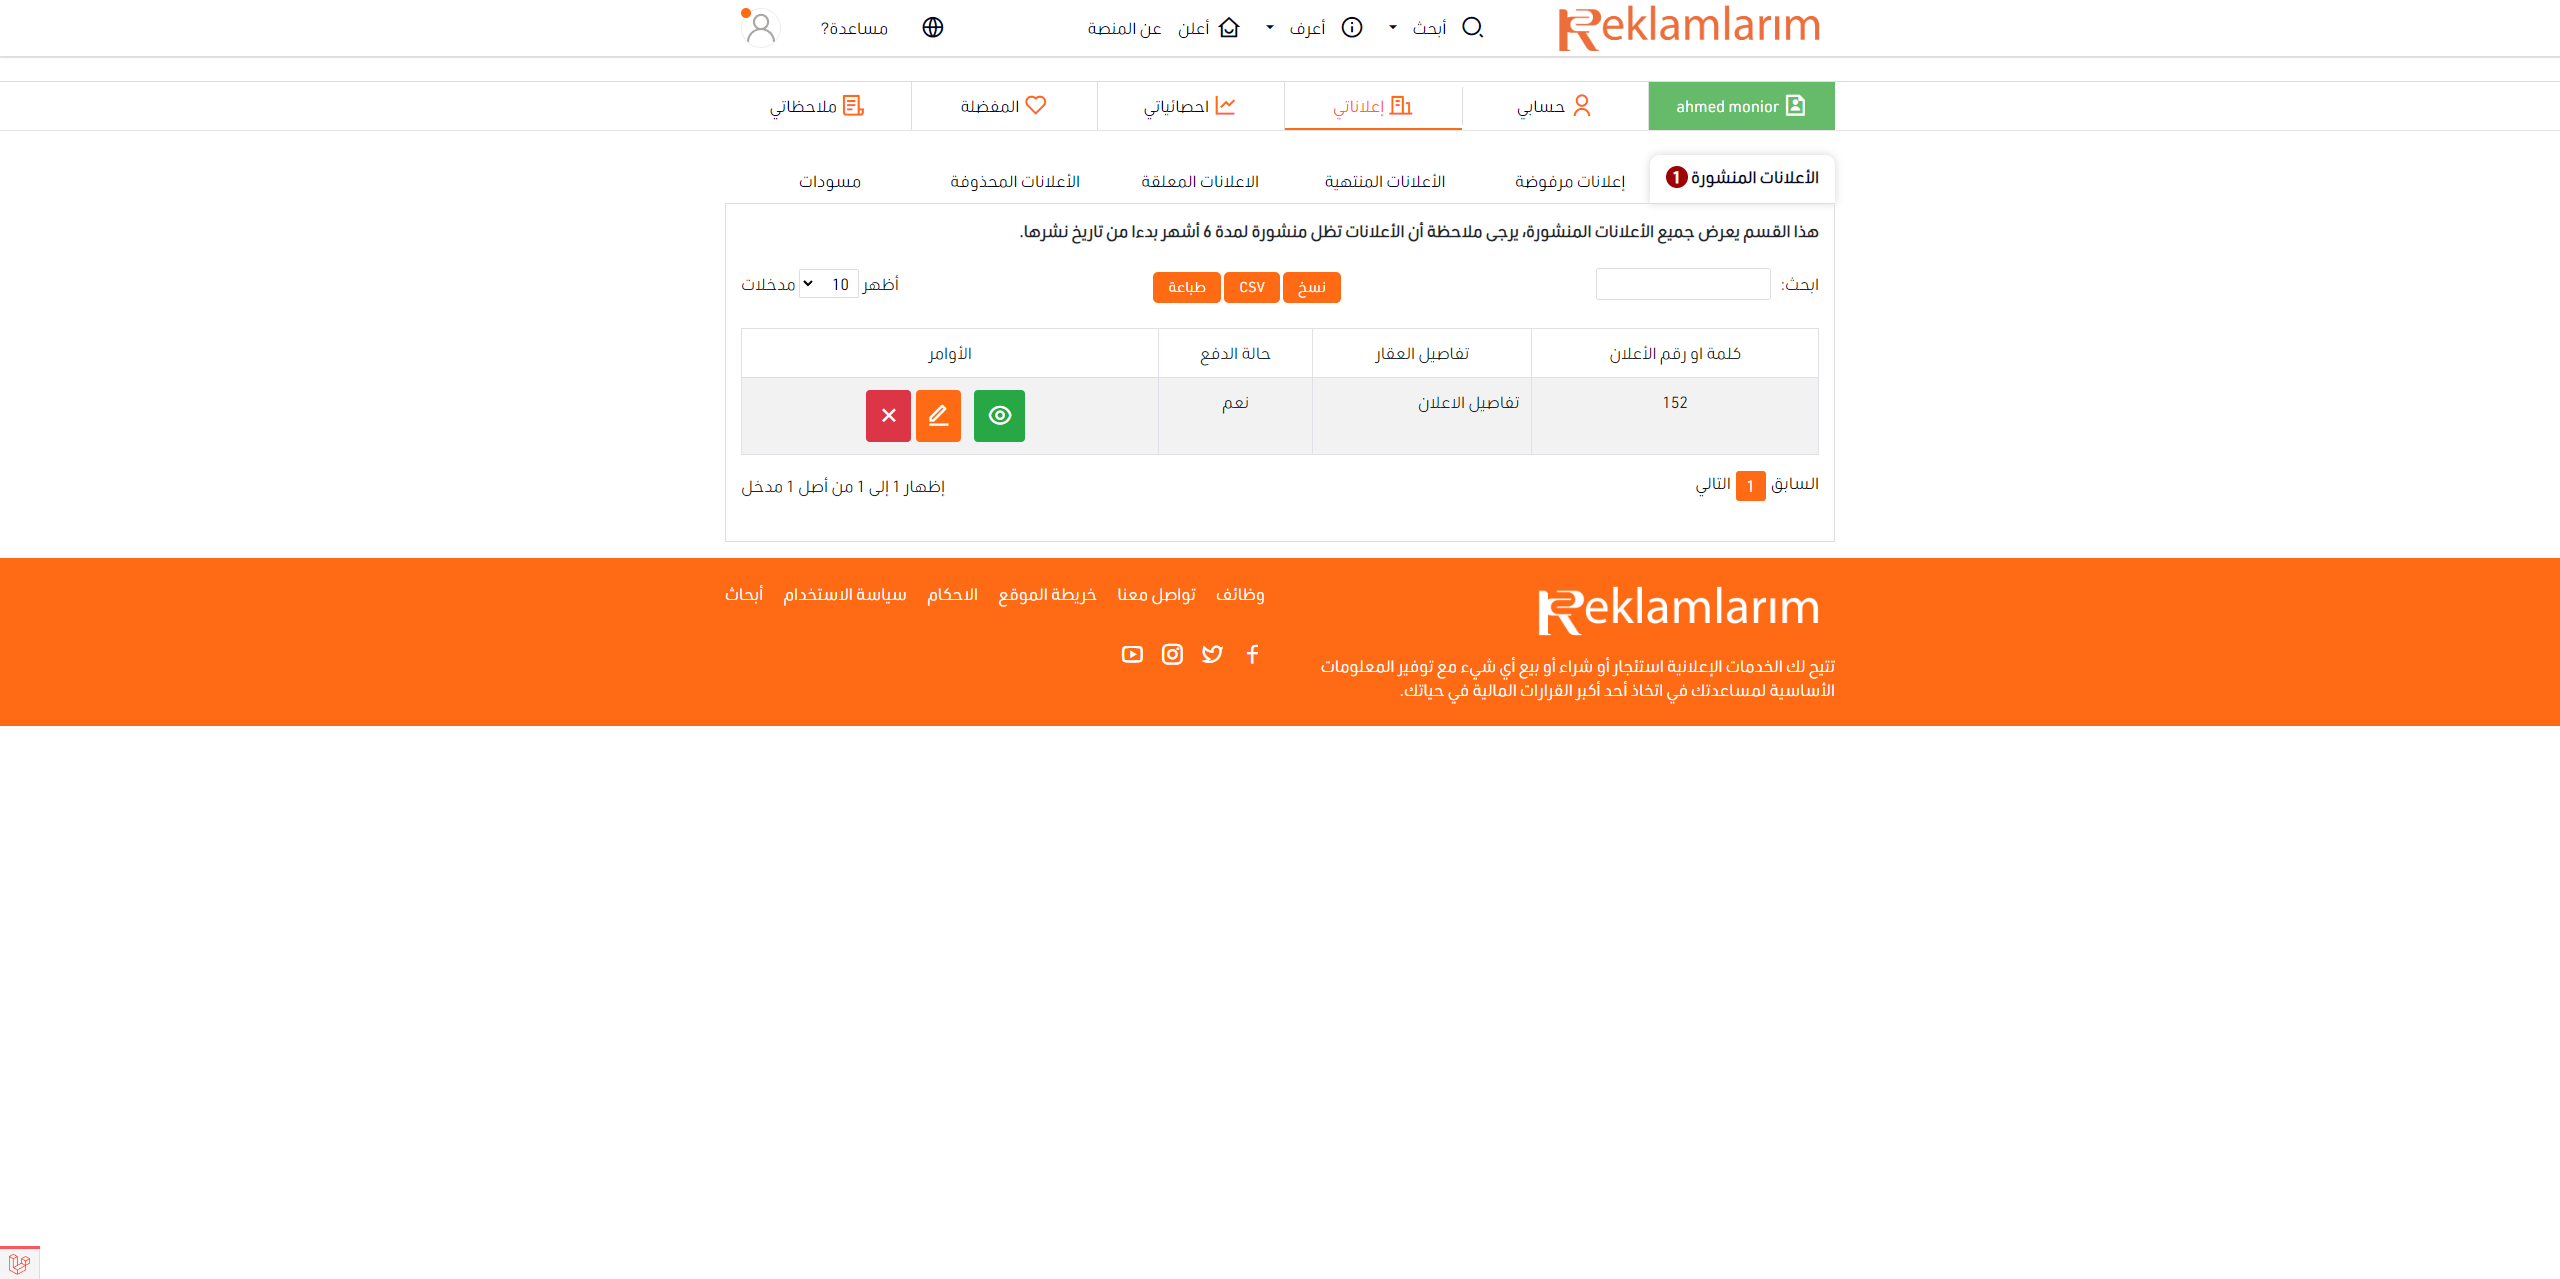 Reklamlarım
أبحث
أعرف
أعلن
عن المنصة
مساعدة?
ahmed monior
حسابي
إعلاناتي
احصائياتي
المفضلة
ملاحظاتي
الأعلانات المنشورة 1
إعلانات مرفوضة
الأعلانات المنتهية
الاعلانات المعلقة
الأعلانات المحذوفة
مسودات
هذا القسم يعرض جميع الأعلانات المنشورة، يرجى ملاحظة أن الأعلانات تظل منشورة لمدة 6 أشهر بدءا من تاريخ نشرها.
ابحث:
نسخ
CSV
طباعة
أظهر 10 مدخلات
كلمة او رقم الأعلان
تفاصيل العقار
حالة الدفع
الأوامر
152
تفاصيل الاعلان
نعم
السابق 1 التالي
إظهار 1 إلى 1 من أصل 1 مدخل
Reklamlarım
تتيح لك الخدمات الإعلانية استئجار أو شراء أو بيع أي شيء مع توفير المعلومات
الأساسية لمساعدتك في اتخاذ أحد أكبر القرارات المالية في حياتك.
وظائف
تواصل معنا
خريطة الموقع
الاحكام
سياسة الاستخدام
أبحاث